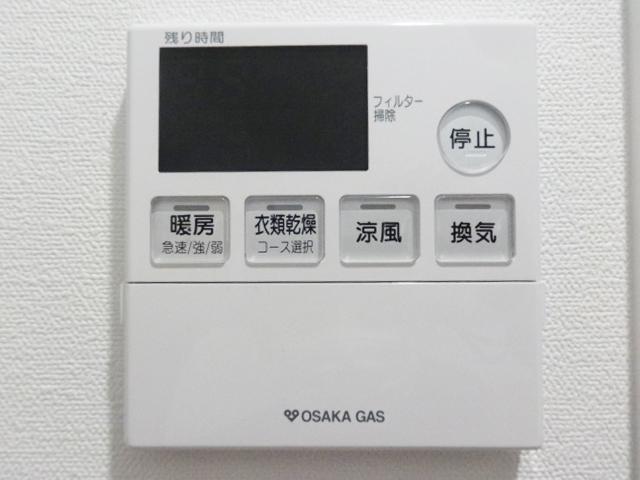 残り時間
フィルター
掃除
停止
暖房
急速/強/弱
衣類乾燥
コース選択
涼風
換気
OSAKA GAS